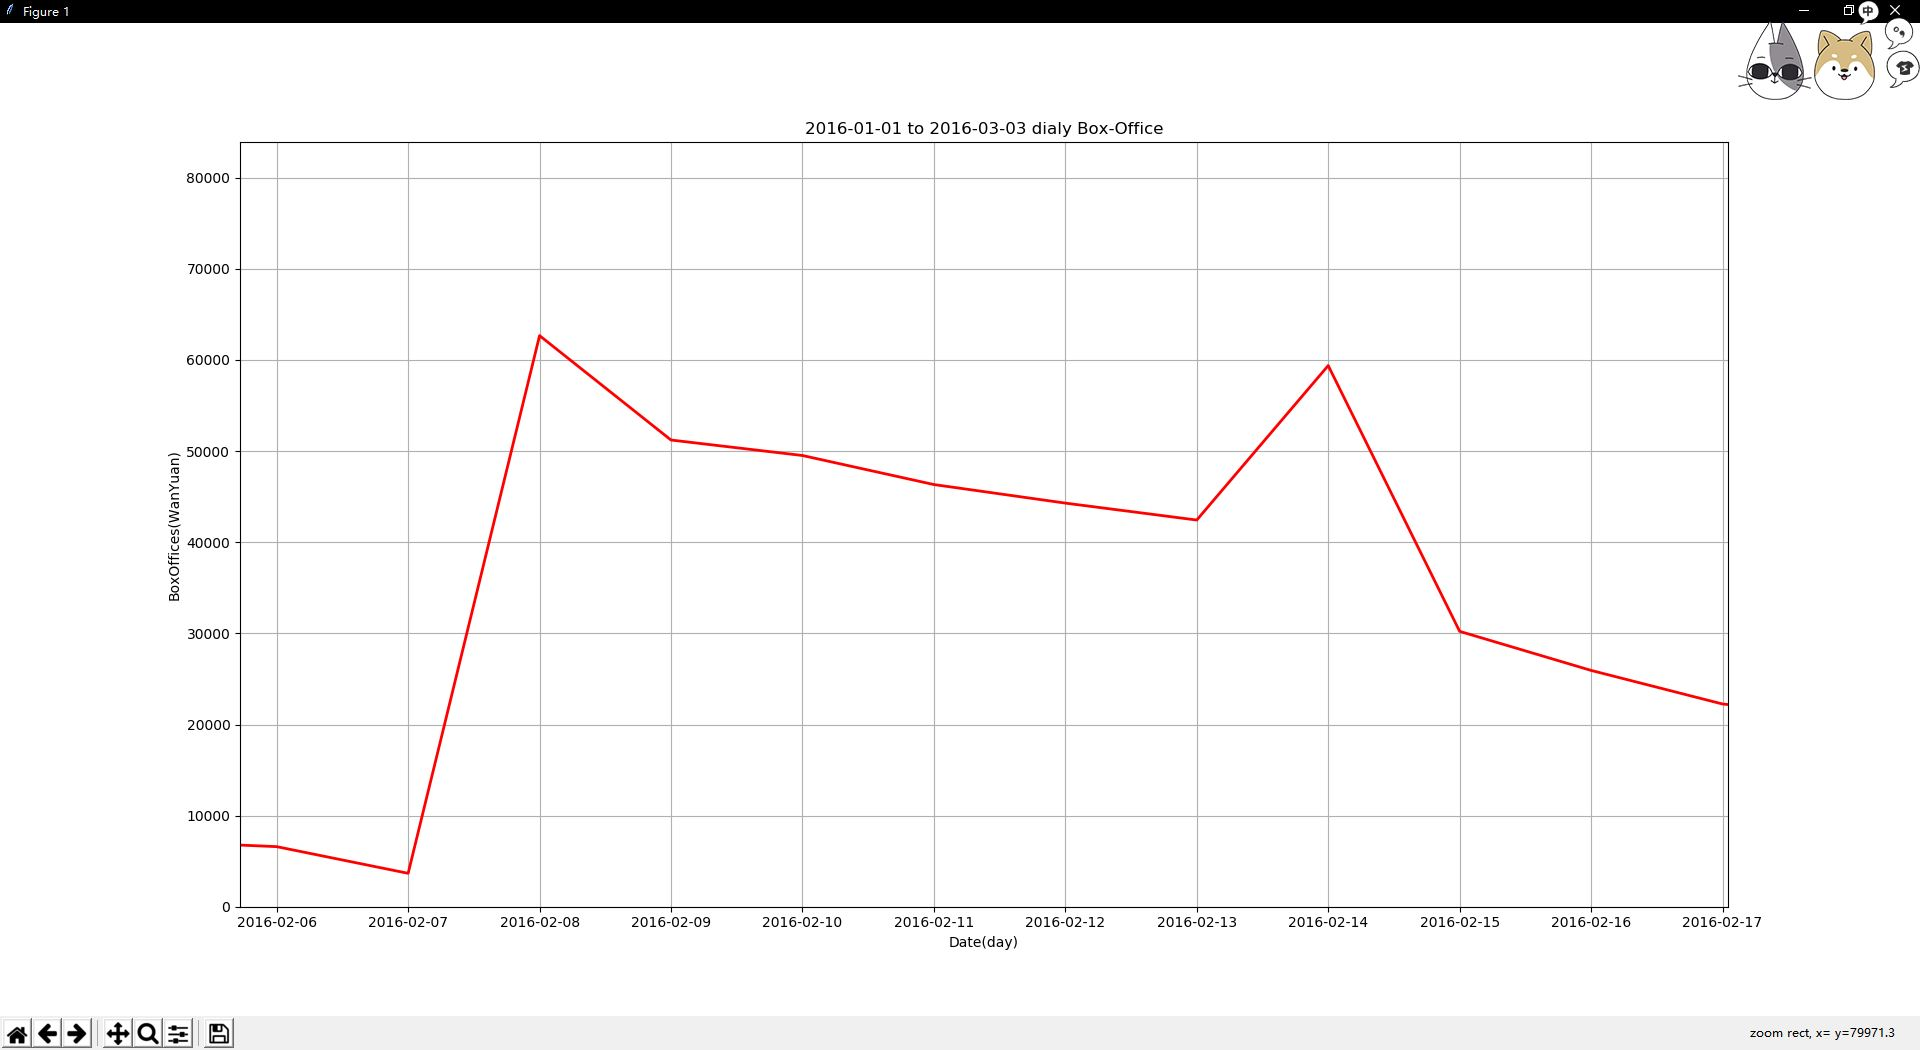 Figure 1
中
2016-01-01 to 2016-03-03 dialy Box-Office
80000
70000
60000
50000
40000
30000
20000
10000
0
BoxOffices(WanYuan)
2016-02-06 2016-02-07 2016-02-08 2016-02-09 2016-02-10 2016-02-11 2016-02-12 2016-02-13 2016-02-14 2016-02-15 2016-02-16 2016-02-17
Date(day)
zoom rect, x= y=79971.3